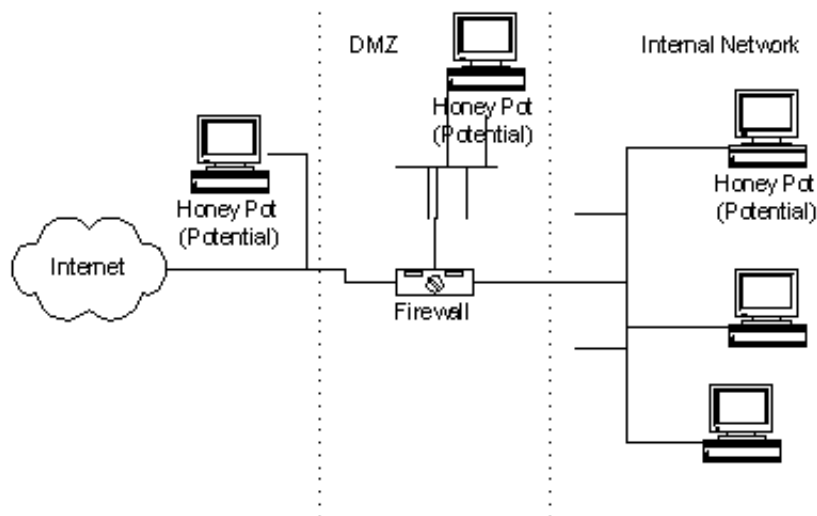 DMZ
Internal Network
Honey Pot
(Potential)
Honey Pot
(Potential)
Honey Pot
(Potential)
Internet
Firewall